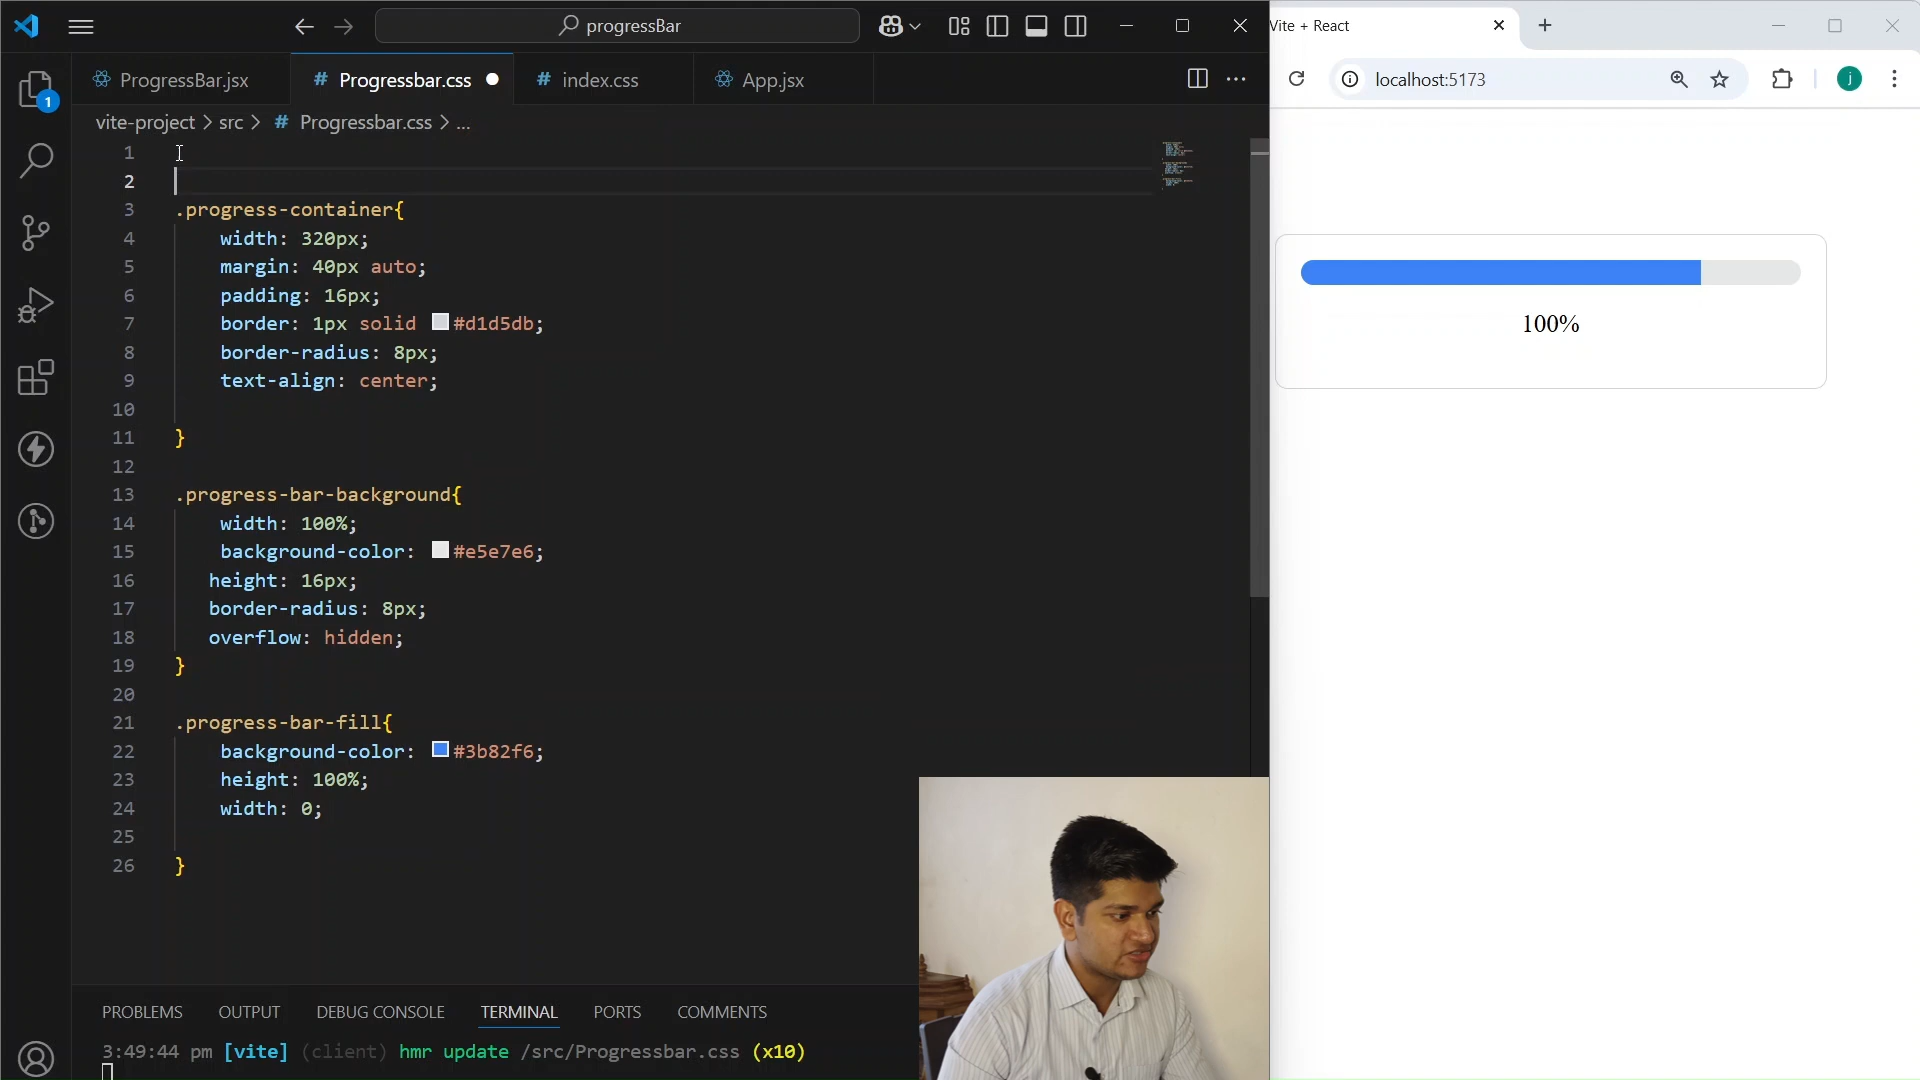 progressBar
ProgressBar.jsx
# Progressbar.css
# index.css
App.jsx
vite-project > src > # Progressbar.css > ...
1
2
3 .progress-container{
4 width: 320px;
5 margin: 40px auto;
6 padding: 16px;
7 border: 1px solid #d1d5db;
8 border-radius: 8px;
9 text-align: center;
10
11 }
12
13 .progress-bar-background{
14 width: 100%;
15 background-color: #e5e7e6;
16 height: 16px;
17 border-radius: 8px;
18 overflow: hidden;
19 }
20
21 .progress-bar-fill{
22 background-color: #3b82f6;
23 height: 100%;
24 width: 0;
25
26 }
PROBLEMS OUTPUT DEBUG CONSOLE TERMINAL PORTS COMMENTS
3:49:44 pm [vite] (client) hmr update /src/Progressbar.css (x10)
1
Vite + React
localhost:5173
j
100%